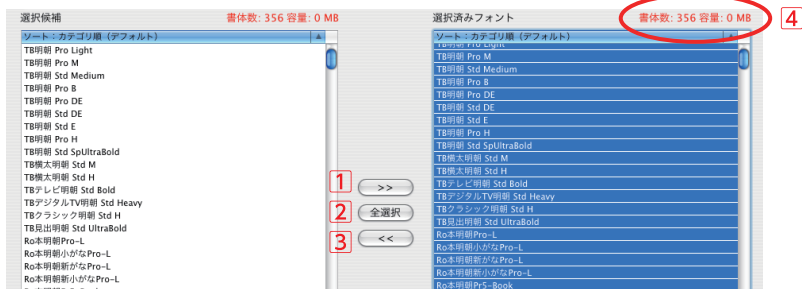 選択候補
書体数: 356 容量: 0 MB
ソート：カテゴリ順（デフォルト）
TB明朝 Pro Light
TB明朝 Pro M
TB明朝 Std Medium
TB明朝 Pro B
TB明朝 Pro DE
TB明朝 Std DE
TB明朝 Std E
TB明朝 Pro H
TB明朝 Std SpUltraBold
TB横太明朝 Std M
TB横太明朝 Std H
TBテレビ明朝 Std Bold
TBデジタルTV明朝 Std Heavy
TBクラシック明朝 Std H
TB見出明朝 Std UltraBold
Ro本明朝Pro-L
Ro本明朝小がなPro-L
Ro本明朝新がなPro-L
Ro本明朝新小がなPro-L
1
>>
2
全選択
3
<<
選択済みフォント
書体数: 356 容量: 0 MB
4
ソート：カテゴリ順（デフォルト）
TB明朝 Pro Light
TB明朝 Pro M
TB明朝 Std Medium
TB明朝 Pro B
TB明朝 Pro DE
TB明朝 Std DE
TB明朝 Std E
TB明朝 Pro H
TB明朝 Std SpUltraBold
TB横太明朝 Std M
TB横太明朝 Std H
TBテレビ明朝 Std Bold
TBデジタルTV明朝 Std Heavy
TBクラシック明朝 Std H
TB見出明朝 Std UltraBold
Ro本明朝Pro-L
Ro本明朝小がなPro-L
Ro本明朝新がなPro-L
Ro本明朝新小がなPro-L
Ro本明朝Pr5-Book